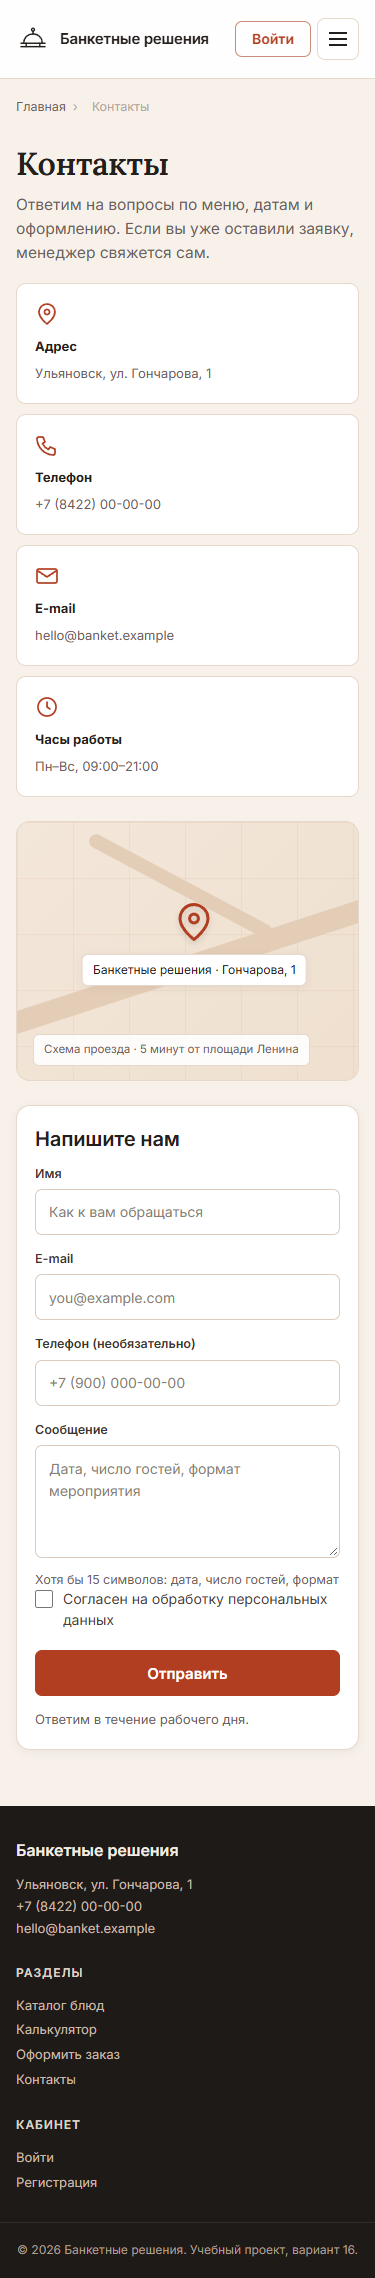 Банкетные решения
Войти
Главная › Контакты
Контакты
Ответим на вопросы по меню, датам и
оформлению. Если вы уже оставили заявку,
менеджер свяжется сам.
Адрес
Ульяновск, ул. Гончарова, 1
Телефон
+7 (8422) 00-00-00
E-mail
hello@banket.example
Часы работы
Пн–Вс, 09:00–21:00
Банкетные решения · Гончарова, 1
Схема проезда · 5 минут от площади Ленина
Напишите нам
Имя
Как к вам обращаться
E-mail
you@example.com
Телефон (необязательно)
+7 (900) 000-00-00
Сообщение
Дата, число гостей, формат
мероприятия
Хотя бы 15 символов: дата, число гостей, формат
Согласен на обработку персональных
данных
Отправить
Ответим в течение рабочего дня.
Банкетные решения
Ульяновск, ул. Гончарова, 1
+7 (8422) 00-00-00
hello@banket.example
РАЗДЕЛЫ
Каталог блюд
Калькулятор
Оформить заказ
Контакты
КАБИНЕТ
Войти
Регистрация
© 2026 Банкетные решения. Учебный проект, вариант 16.